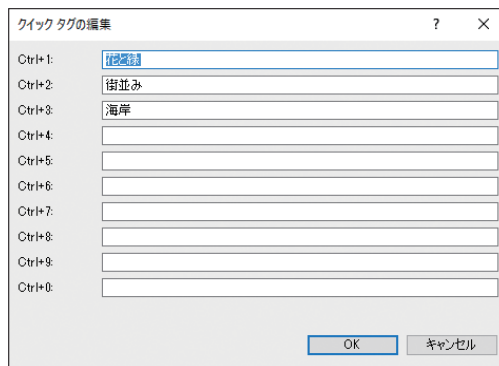 クイック タグの編集 ?
Ctrl+1: 花と緑
Ctrl+2: 街並み
Ctrl+3: 海岸
Ctrl+4:
Ctrl+5:
Ctrl+6:
Ctrl+7:
Ctrl+8:
Ctrl+9:
Ctrl+0:
OK キャンセル